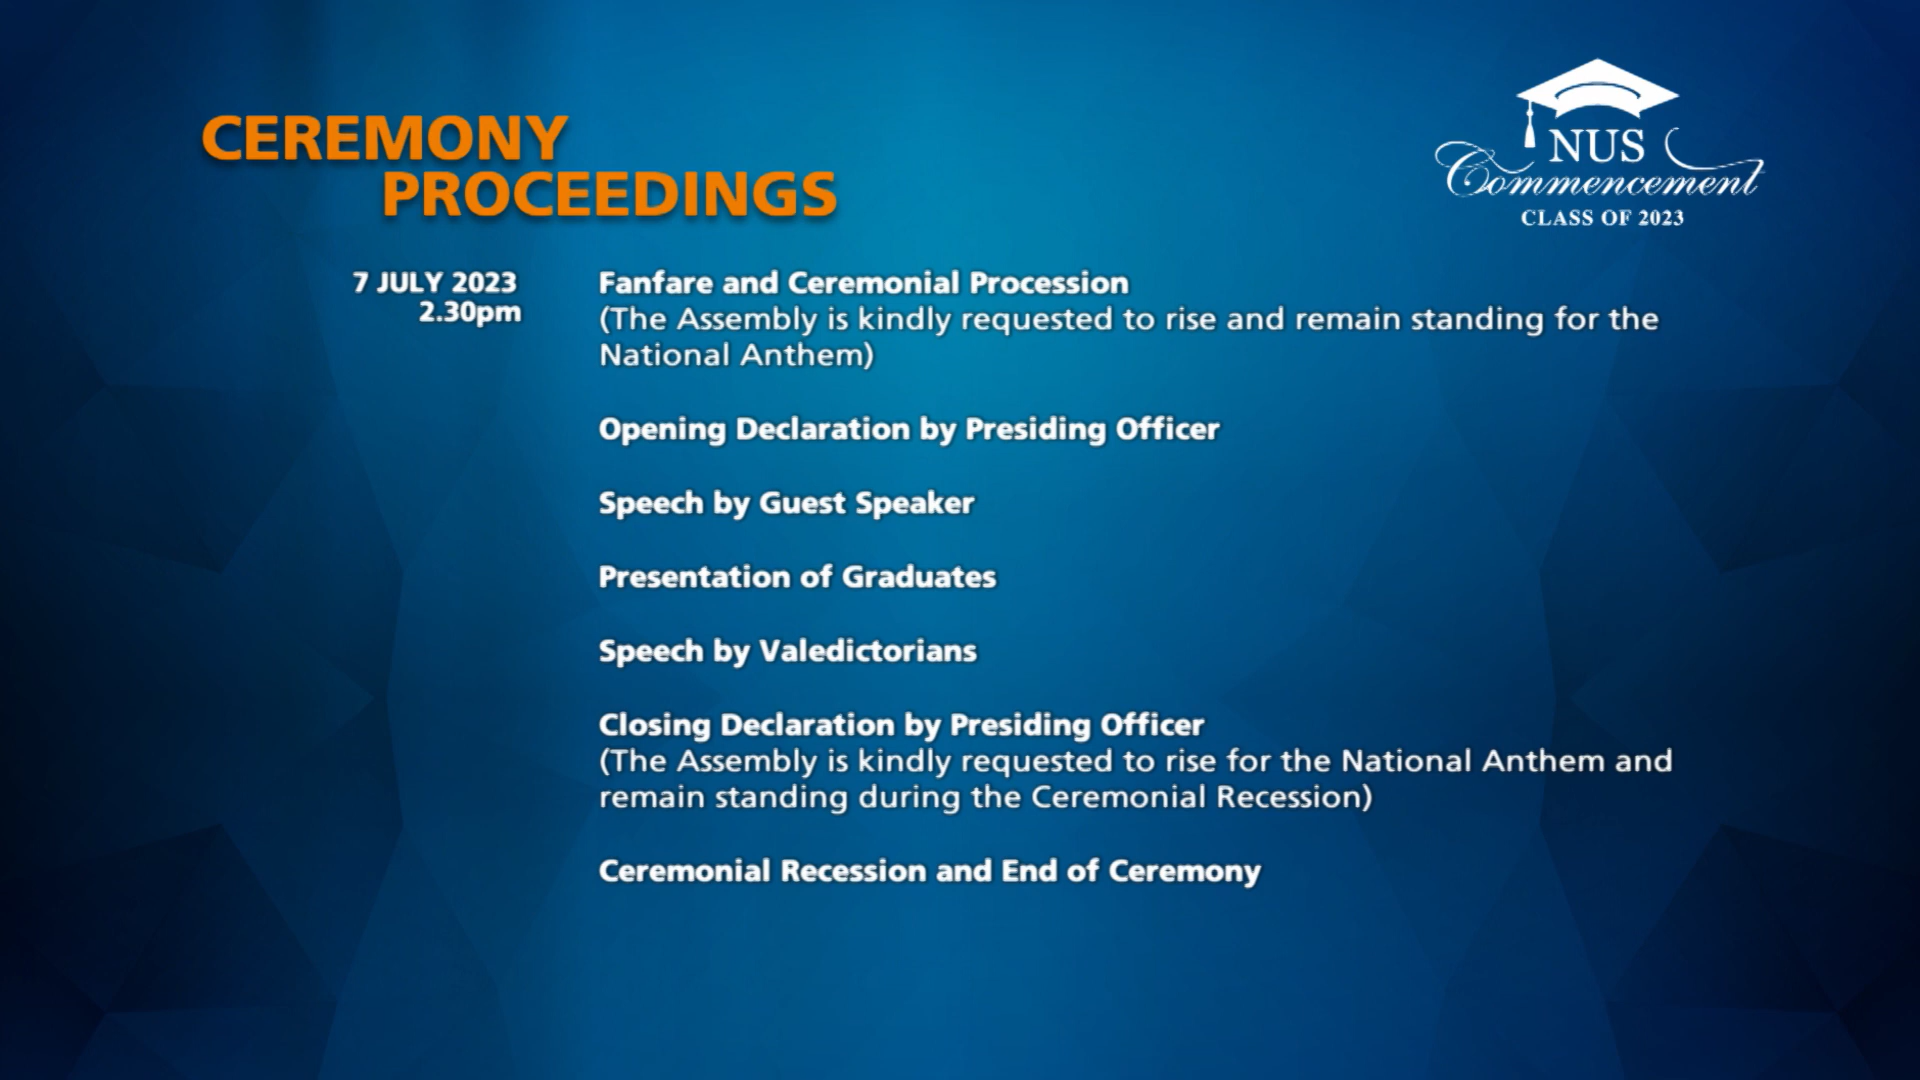 CEREMONY
PROCEEDINGS
NUS
Commencement
CLASS OF 2023
7 JULY 2023
2.30pm
Fanfare and Ceremonial Procession
(The Assembly is kindly requested to rise and remain standing for the
National Anthem)
Opening Declaration by Presiding Officer
Speech by Guest Speaker
Presentation of Graduates
Speech by Valedictorians
Closing Declaration by Presiding Officer
(The Assembly is kindly requested to rise for the National Anthem and
remain standing during the Ceremonial Recession)
Ceremonial Recession and End of Ceremony